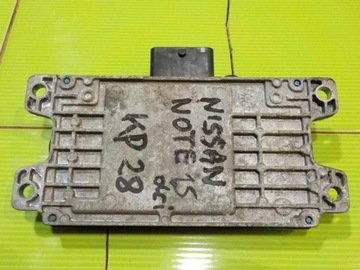 NISSAN
NOTE 15
dci
KP 28